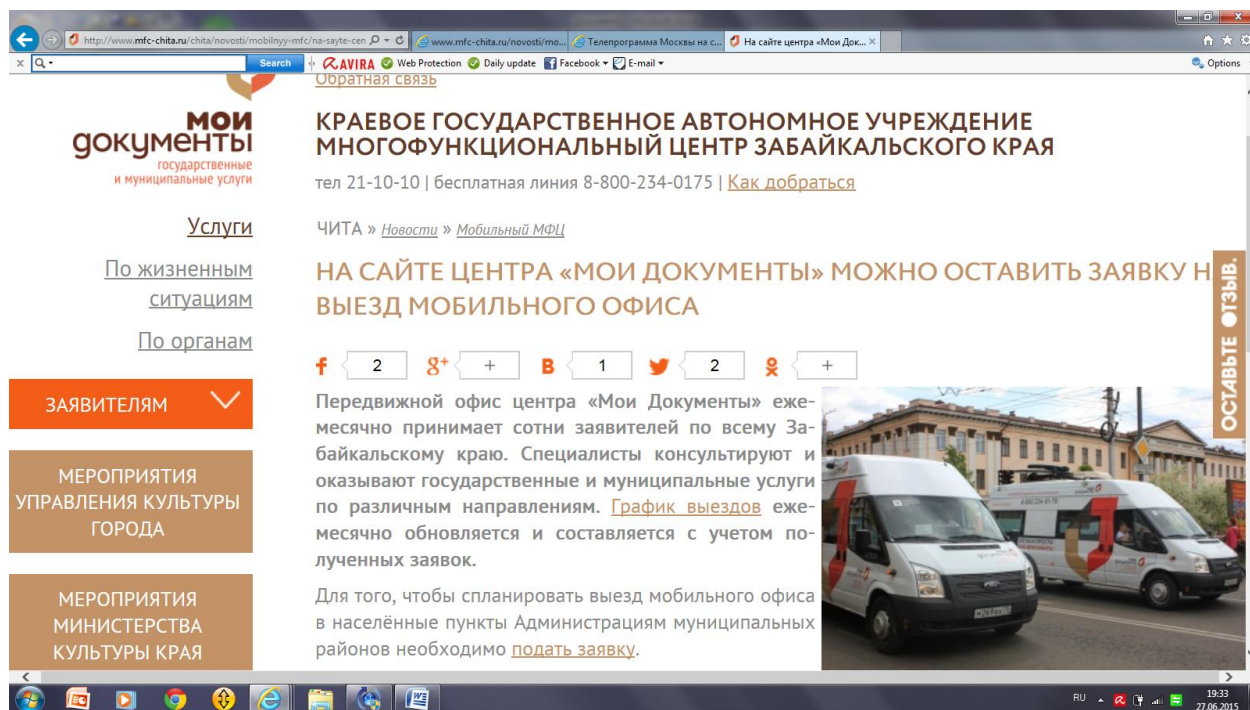 http://www.mfc-chita.ru/chita/novosti/mobilnyy-mfc/na-sayte-cen
www.mfc-chita.ru/novosti/mo...
Телепрограмма Москвы на с...
На сайте центра «Мои Док...
x
Search
AVIRA
Web Protection
Daily update
Facebook
E-mail
Options
Обратная связь
мои
документы
государственные
и муниципальные услуги
КРАЕВОЕ ГОСУДАРСТВЕННОЕ АВТОНОМНОЕ УЧРЕЖДЕНИЕ
МНОГОФУНКЦИОНАЛЬНЫЙ ЦЕНТР ЗАБАЙКАЛЬСКОГО КРАЯ
тел 21-10-10 | бесплатная линия 8-800-234-0175 | Как добраться
Услуги
По жизненным
ситуациям
По органам
ЗАЯВИТЕЛЯМ
МЕРОПРИЯТИЯ
УПРАВЛЕНИЯ КУЛЬТУРЫ
ГОРОДА
МЕРОПРИЯТИЯ
МИНИСТЕРСТВА
КУЛЬТУРЫ КРАЯ
ЧИТА » Новости » Мобильный МФЦ
НА САЙТЕ ЦЕНТРА «МОИ ДОКУМЕНТЫ» МОЖНО ОСТАВИТЬ ЗАЯВКУ Н
ВЫЕЗД МОБИЛЬНОГО ОФИСА
f 2 g+ + В 1 2 +
Передвижной офис центра «Мои Документы» еже-
месячно принимает сотни заявителей по всему За-
байкальскому краю. Специалисты консультируют и
оказывают государственные и муниципальные услуги
по различным направлениям. График выездов еже-
месячно обновляется и составляется с учетом по-
лученных заявок.
Для того, чтобы спланировать выезд мобильного офиса
в населённые пункты Администрациям муниципальных
районов необходимо подать заявку.
ОСТАВЬТЕ ОТЗЫВ.
RU
19:33
27.06.2015